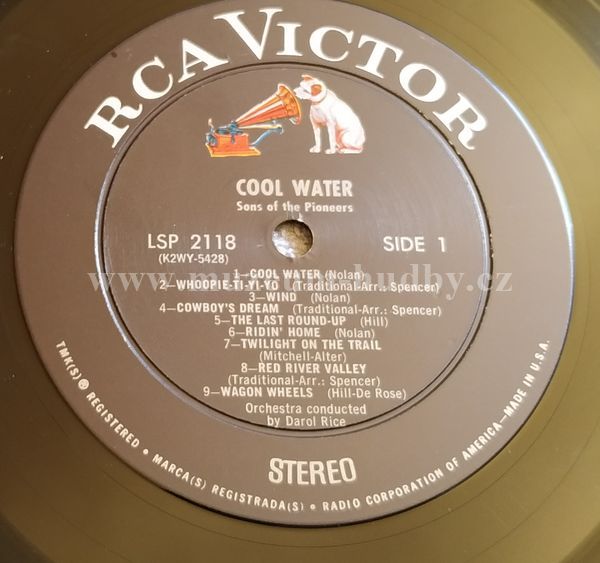 RCA VICTOR
COOL WATER
Sons of the Pioneers
LSP 2118 SIDE 1
(K2WY-5428)
1—COOL WATER (Nolan)
2—WHOOPIE-TI-YI-YO (Traditional-Arr.: Spencer)
3—WIND (Nolan)
4—COWBOY'S DREAM (Traditional-Arr.: Spencer)
5—THE LAST ROUND-UP (Hill)
6—RIDIN' HOME (Nolan)
7—TWILIGHT ON THE TRAIL
(Mitchell-Alter)
8—RED RIVER VALLEY
(Traditional-Arr.: Spencer)
9—WAGON WHEELS (Hill-De Rose)
Orchestra conducted
by Darol Rice
STEREO
TMK(S) ® REGISTERED • MARCA(S) REGISTRADA(S) • RADIO CORPORATION OF AMERICA—MADE IN U.S.A.